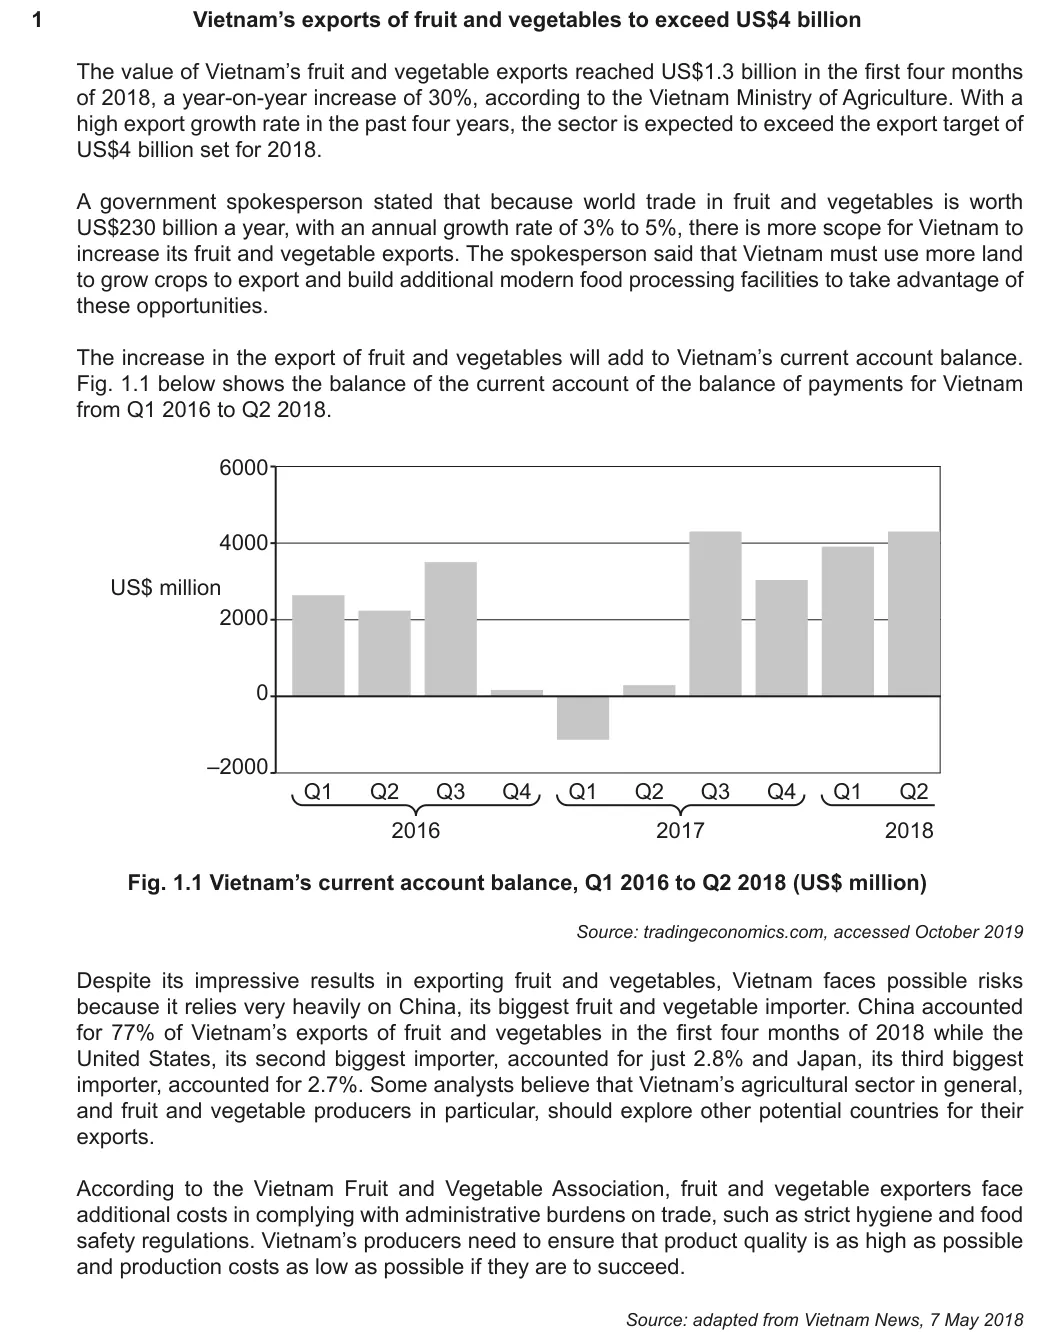 1 Vietnam’s exports of fruit and vegetables to exceed US$4 billion
The value of Vietnam’s fruit and vegetable exports reached US$1.3 billion in the first four months
of 2018, a year-on-year increase of 30%, according to the Vietnam Ministry of Agriculture. With a
high export growth rate in the past four years, the sector is expected to exceed the export target of
US$4 billion set for 2018.
A government spokesperson stated that because world trade in fruit and vegetables is worth
US$230 billion a year, with an annual growth rate of 3% to 5%, there is more scope for Vietnam to
increase its fruit and vegetable exports. The spokesperson said that Vietnam must use more land
to grow crops to export and build additional modern food processing facilities to take advantage of
these opportunities.
The increase in the export of fruit and vegetables will add to Vietnam’s current account balance.
Fig. 1.1 below shows the balance of the current account of the balance of payments for Vietnam
from Q1 2016 to Q2 2018.
6000
4000
US$ million
2000
0
–2000
Q1 Q2 Q3 Q4 Q1 Q2 Q3 Q4 Q1 Q2
2016 2017 2018
Fig. 1.1 Vietnam’s current account balance, Q1 2016 to Q2 2018 (US$ million)
Source: tradingeconomics.com, accessed October 2019
Despite its impressive results in exporting fruit and vegetables, Vietnam faces possible risks
because it relies very heavily on China, its biggest fruit and vegetable importer. China accounted
for 77% of Vietnam’s exports of fruit and vegetables in the first four months of 2018 while the
United States, its second biggest importer, accounted for just 2.8% and Japan, its third biggest
importer, accounted for 2.7%. Some analysts believe that Vietnam’s agricultural sector in general,
and fruit and vegetable producers in particular, should explore other potential countries for their
exports.
According to the Vietnam Fruit and Vegetable Association, fruit and vegetable exporters face
additional costs in complying with administrative burdens on trade, such as strict hygiene and food
safety regulations. Vietnam’s producers need to ensure that product quality is as high as possible
and production costs as low as possible if they are to succeed.
Source: adapted from Vietnam News, 7 May 2018